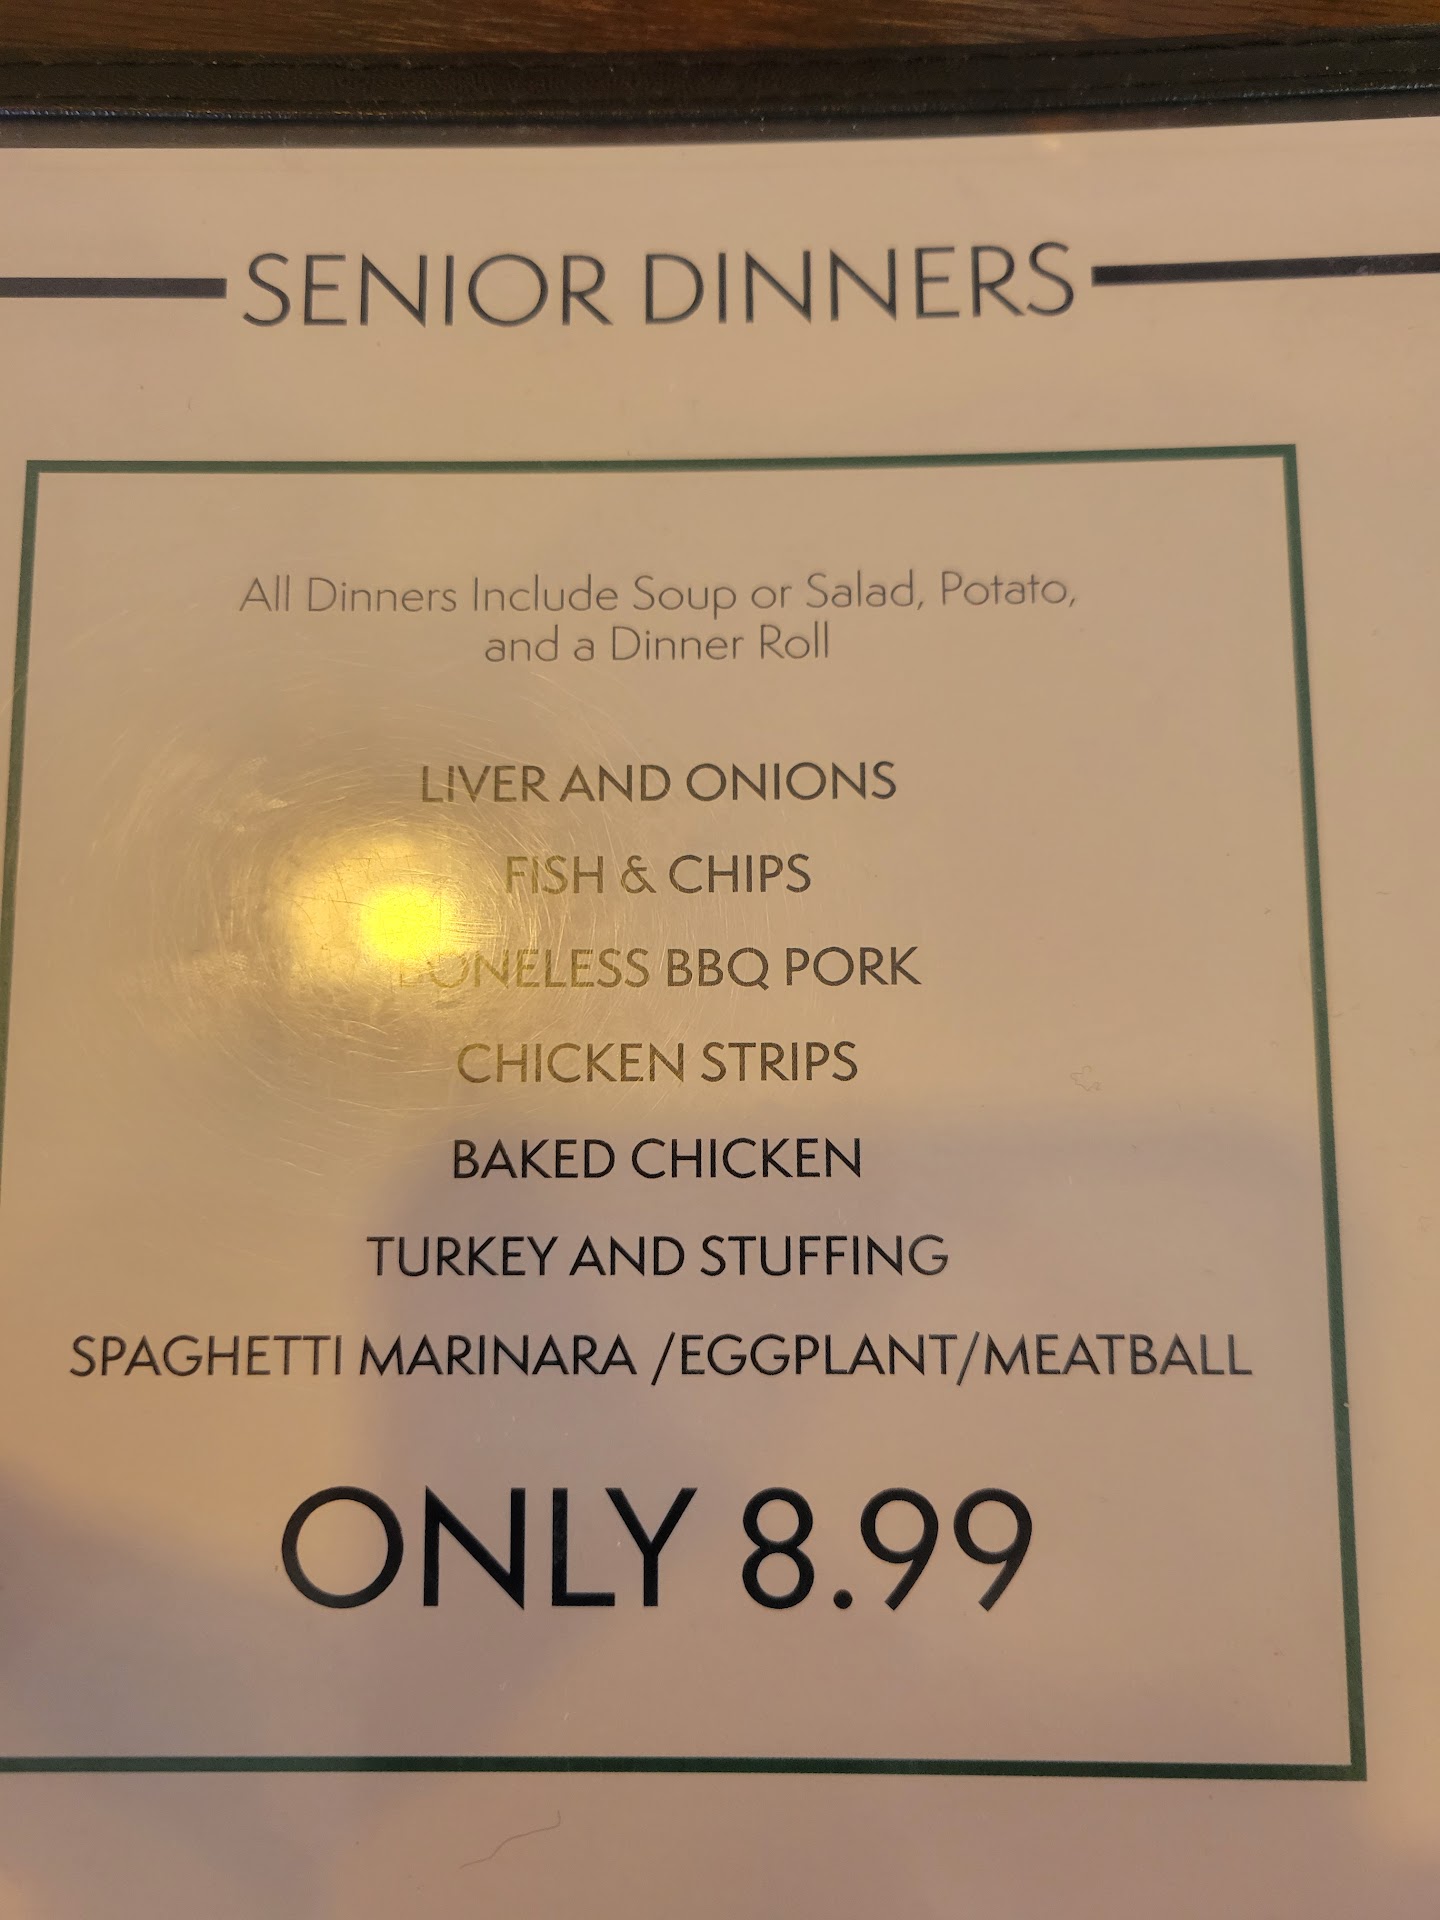 SENIOR DINNERS
All Dinners Include Soup or Salad, Potato,
and a Dinner Roll
LIVER AND ONIONS
FISH & CHIPS
BONELESS BBQ PORK
CHICKEN STRIPS
BAKED CHICKEN
TURKEY AND STUFFING
SPAGHETTI MARINARA /EGGPLANT/MEATBALL
ONLY 8.99